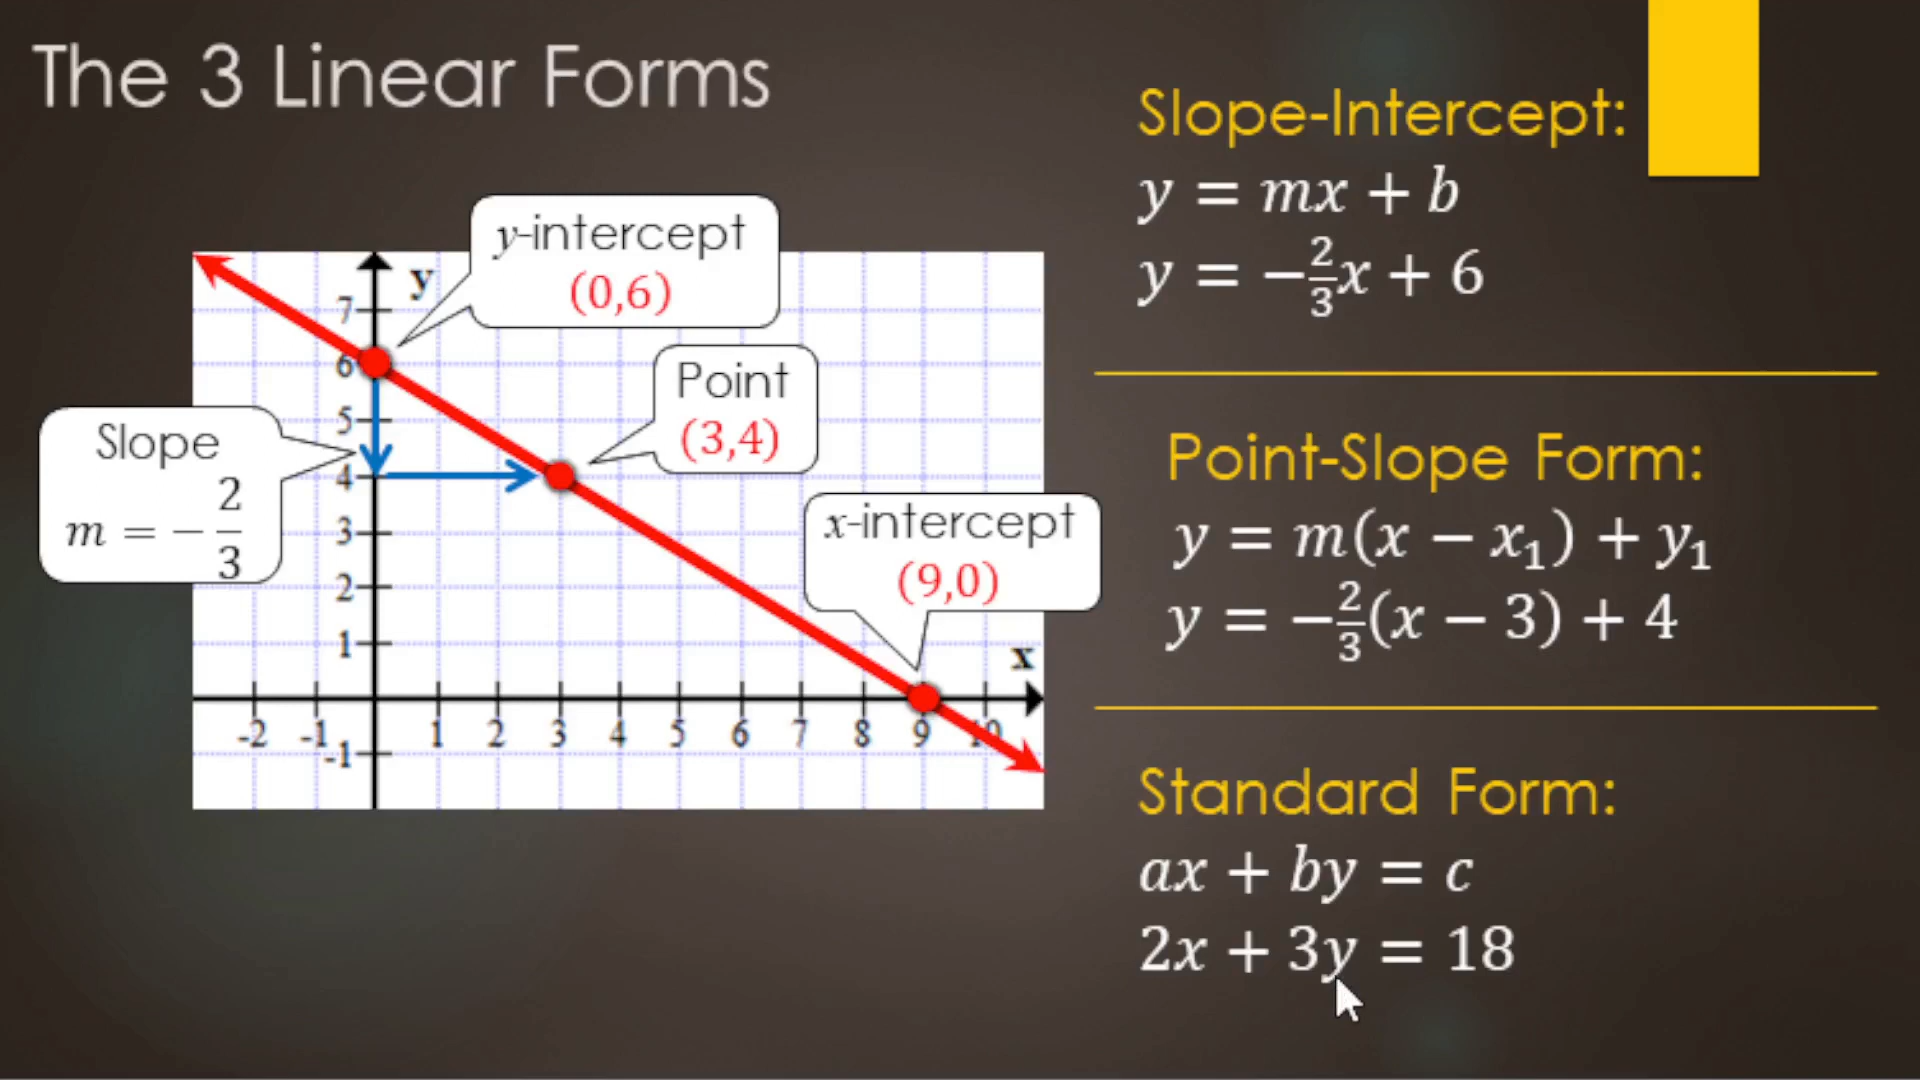 The 3 Linear Forms
Slope-Intercept:
y = mx + b
y = −2/3x + 6
Point-Slope Form:
y = m(x − x₁) + y₁
y = −2/3(x − 3) + 4
Standard Form:
ax + by = c
2x + 3y = 18
y-intercept
(0,6)
Point
(3,4)
Slope
m = − 2/3
x-intercept
(9,0)
y
7
6
5
4
3
2
1
-1
x
-2 -1 1 2 3 4 5 6 7 8 9 10